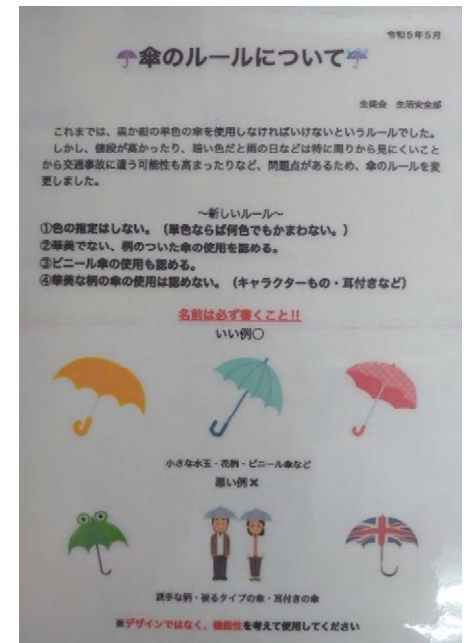 令和5年5月
☂傘のルールについて☔
生徒会 生活安全部
これまでは、黒か紺の単色の傘を使用しなければいけないというルールでした。
しかし、値段が高かったり、暗い色だと雨の日などは特に周りから見にくいこと
から交通事故に遭う可能性も高まったりなど、問題点があるため、傘のルールを変
更しました。
～新しいルール～
①色の指定はしない。（単色ならば何色でもかまわない。）
②華美でない、柄のついた傘の使用を認める。
③ビニール傘の使用も認める。
④華美な柄の傘の使用は認めない。（キャラクターもの・耳付きなど）
名前は必ず書くこと!!
いい例〇
小さな水玉・花柄・ビニール傘など
悪い例×
派手な柄・被るタイプの傘・耳付きの傘
※デザインではなく、機能性を考えて使用してください